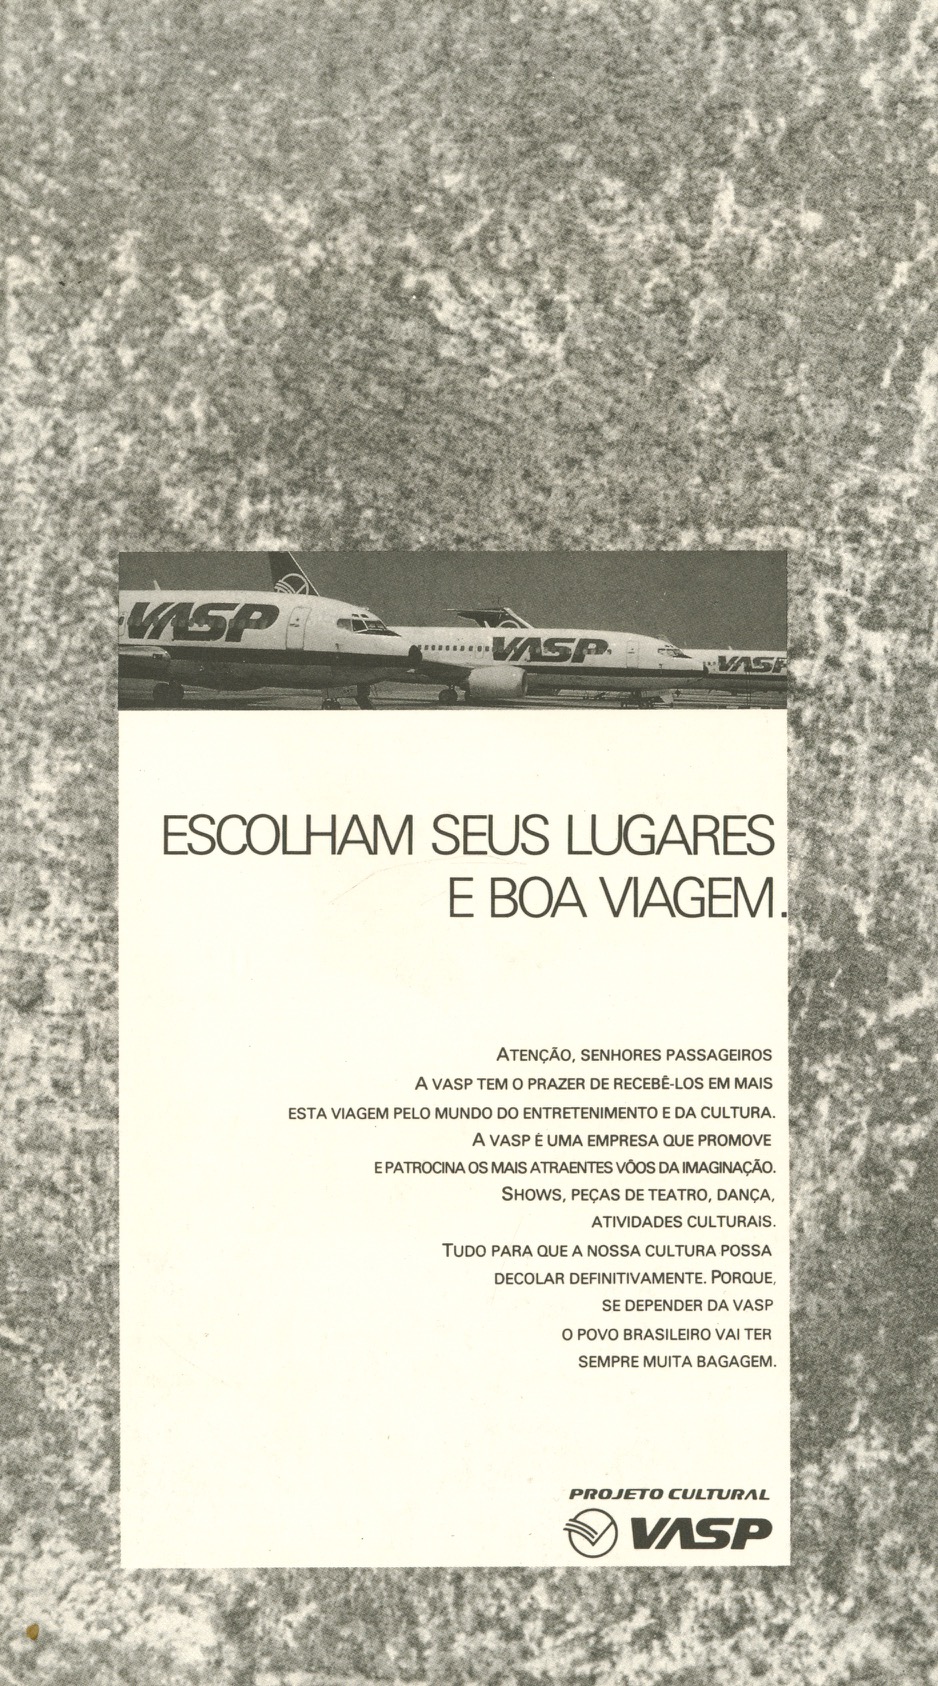 VASP
VASP
VASP
ESCOLHAM SEUS LUGARES
E BOA VIAGEM.
ATENÇÃO, SENHORES PASSAGEIROS
A VASP TEM O PRAZER DE RECEBÊ-LOS EM MAIS
ESTA VIAGEM PELO MUNDO DO ENTRETENIMENTO E DA CULTURA.
A VASP É UMA EMPRESA QUE PROMOVE
E PATROCINA OS MAIS ATRAENTES VÔOS DA IMAGINAÇÃO.
SHOWS, PEÇAS DE TEATRO, DANÇA,
ATIVIDADES CULTURAIS.
TUDO PARA QUE A NOSSA CULTURA POSSA
DECOLAR DEFINITIVAMENTE. PORQUE,
SE DEPENDER DA VASP
O POVO BRASILEIRO VAI TER
SEMPRE MUITA BAGAGEM.
PROJETO CULTURAL
VASP